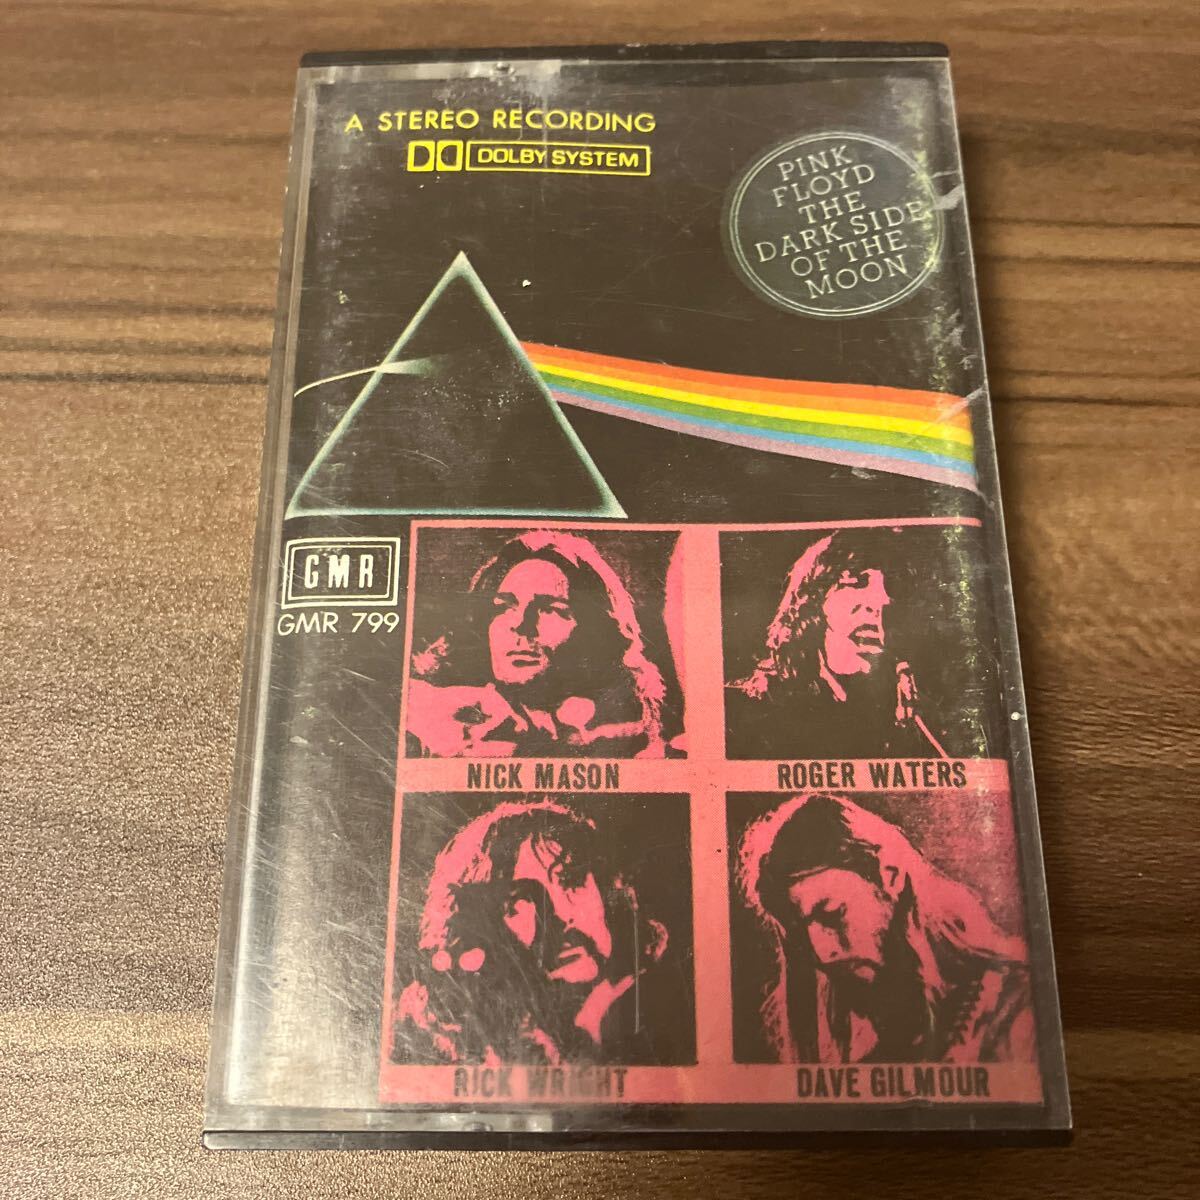 A STEREO RECORDING
DOLBY SYSTEM
PINK
FLOYD
THE
DARK SIDE
OF THE
MOON
GMR
GMR 799
NICK MASON
ROGER WATERS
RICK WRIGHT
DAVE GILMOUR